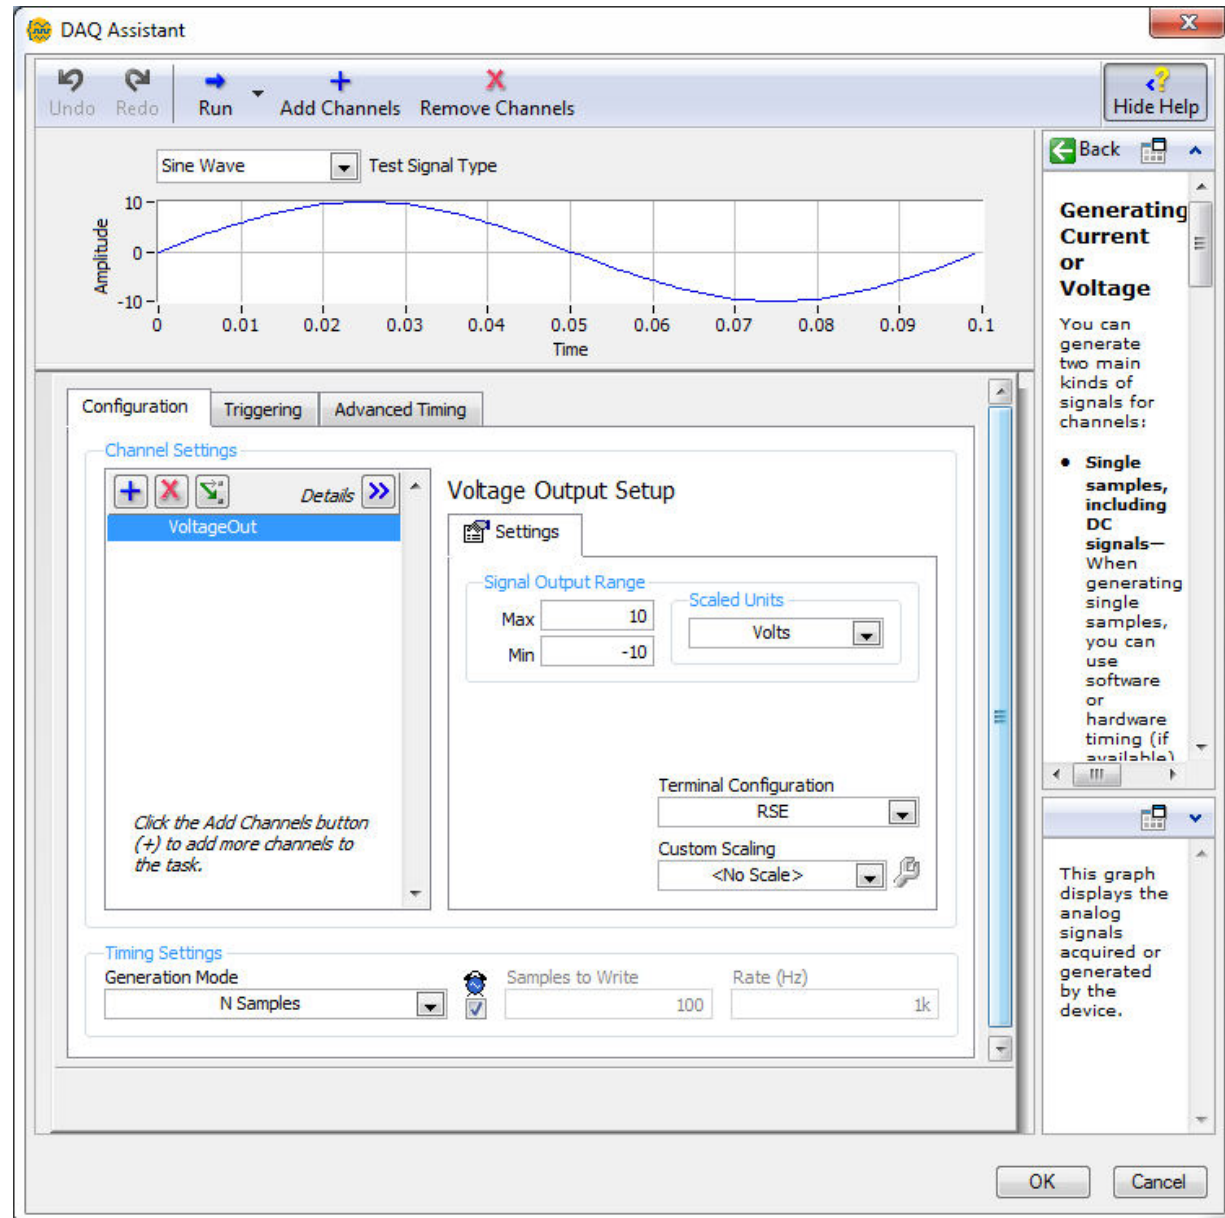 DAQ Assistant
Undo Redo Run Add Channels Remove Channels Hide Help
Sine Wave Test Signal Type
Amplitude
10
0
-10
0 0.01 0.02 0.03 0.04 0.05 0.06 0.07 0.08 0.09 0.1
Time
Configuration Triggering Advanced Timing
Channel Settings
Details
VoltageOut
Click the Add Channels button
(+) to add more channels to
the task.
Voltage Output Setup
Settings
Signal Output Range
Max 10
Min -10
Scaled Units
Volts
Terminal Configuration
RSE
Custom Scaling
<No Scale>
Timing Settings
Generation Mode Samples to Write Rate (Hz)
N Samples 100 1k
Back
Generating
Current
or
Voltage
You can
generate
two main
kinds of
signals for
channels:
• Single
samples,
including
DC
signals—
When
generating
single
samples,
you can
use
software
or
hardware
timing (if
available)
This graph
displays the
analog
signals
acquired or
generated
by the
device.
OK Cancel